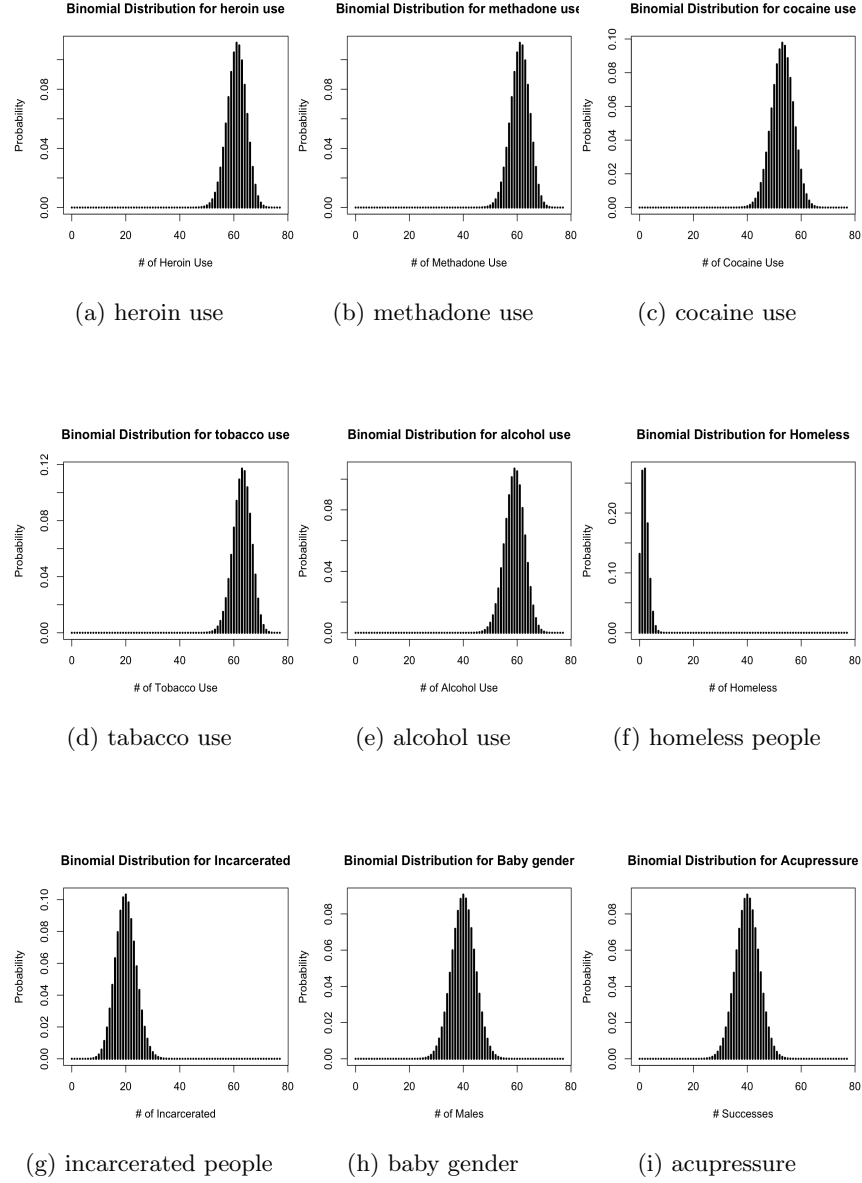 Binomial Distribution for heroin use
Probability
0.00
0.04
0.08
0 20 40 60 80
# of Heroin Use
(a) heroin use
Binomial Distribution for methadone use
Probability
0.00
0.04
0.08
0 20 40 60 80
# of Methadone Use
(b) methadone use
Binomial Distribution for cocaine use
Probability
0.00
0.02
0.04
0.06
0.08
0.10
0 20 40 60 80
# of Cocaine Use
(c) cocaine use
Binomial Distribution for tobacco use
Probability
0.00
0.04
0.08
0.12
0 20 40 60 80
# of Tobacco Use
(d) tabacco use
Binomial Distribution for alcohol use
Probability
0.00
0.04
0.08
0 20 40 60 80
# of Alcohol Use
(e) alcohol use
Binomial Distribution for Homeless
Probability
0.00
0.10
0.20
0 20 40 60 80
# of Homeless
(f) homeless people
Binomial Distribution for Incarcerated
Probability
0.00
0.02
0.04
0.06
0.08
0.10
0 20 40 60 80
# of Incarcerated
(g) incarcerated people
Binomial Distribution for Baby gender
Probability
0.00
0.02
0.04
0.06
0.08
0 20 40 60 80
# of Males
(h) baby gender
Binomial Distribution for Acupressure
Probability
0.00
0.02
0.04
0.06
0.08
0 20 40 60 80
# Successes
(i) acupressure